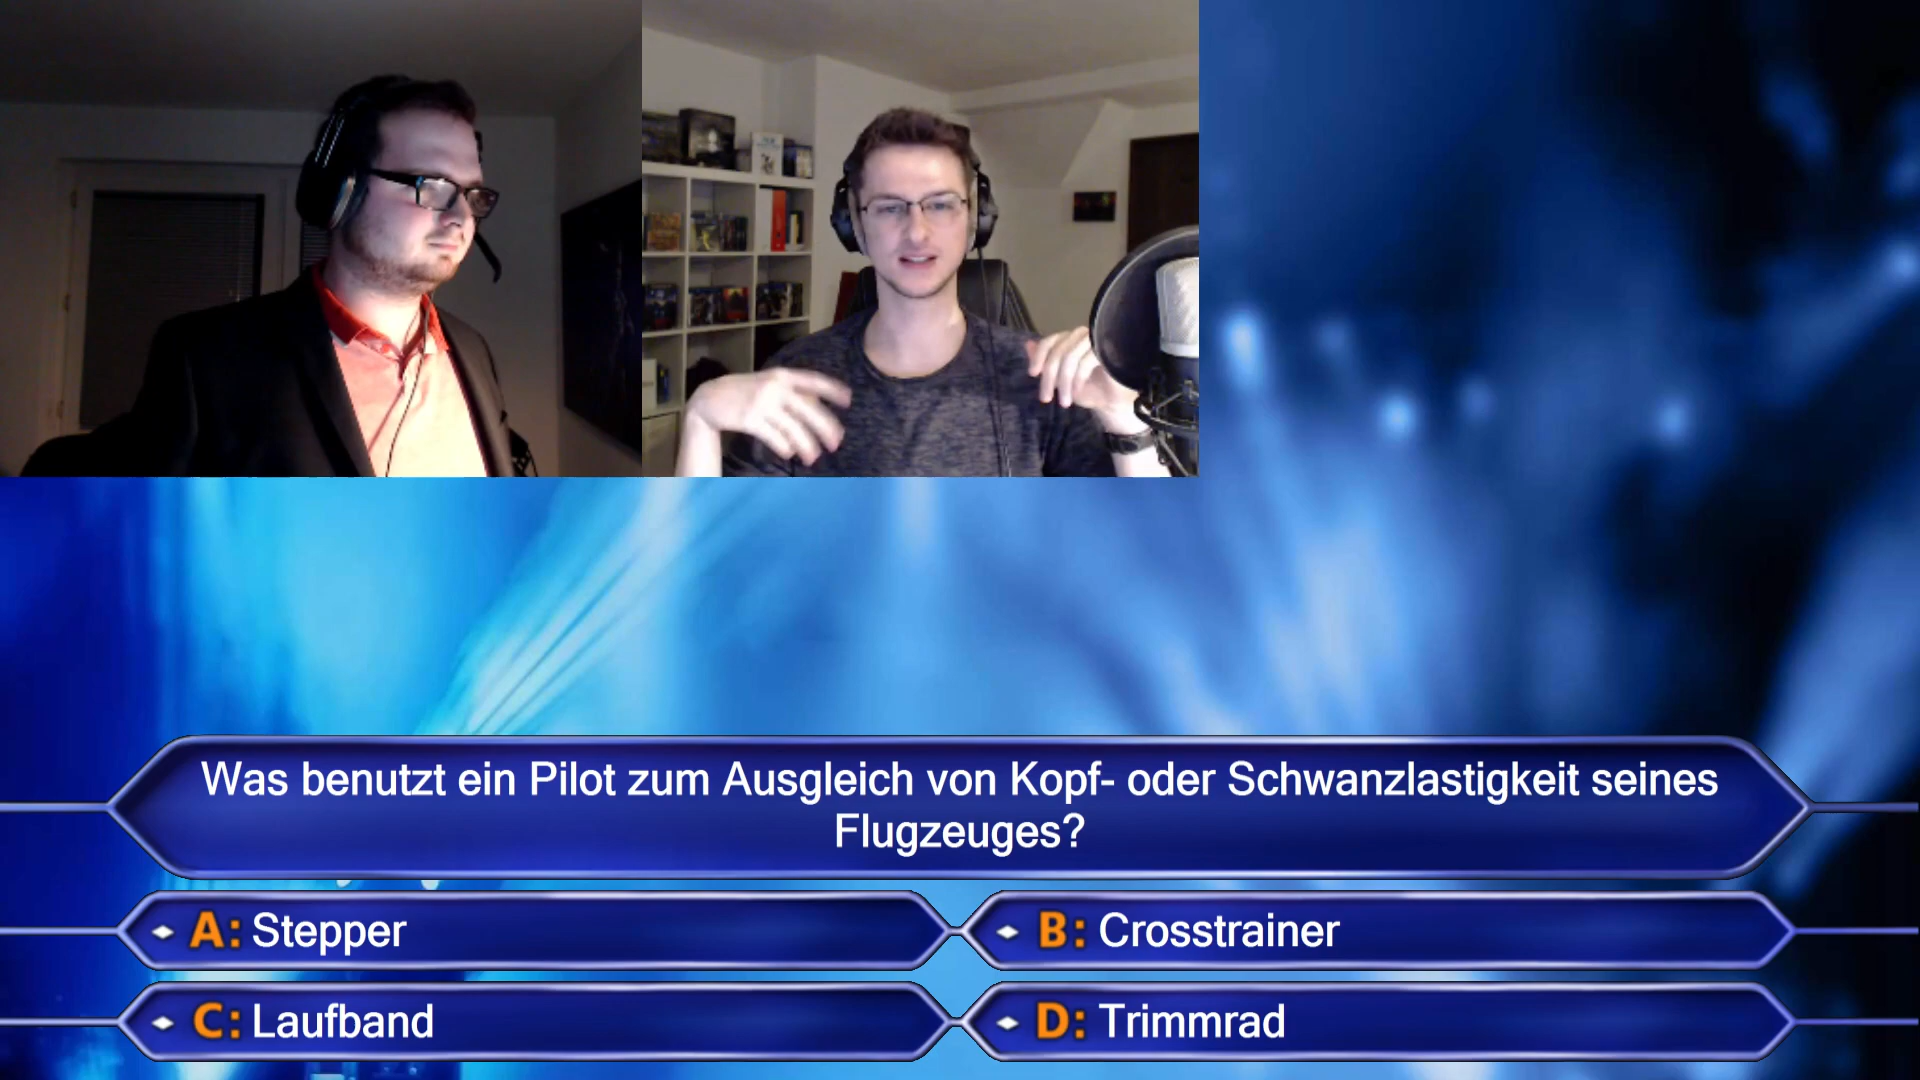 Was benutzt ein Pilot zum Ausgleich von Kopf- oder Schwanzlastigkeit seines
Flugzeuges?
A: Stepper
B: Crosstrainer
C: Laufband
D: Trimmrad